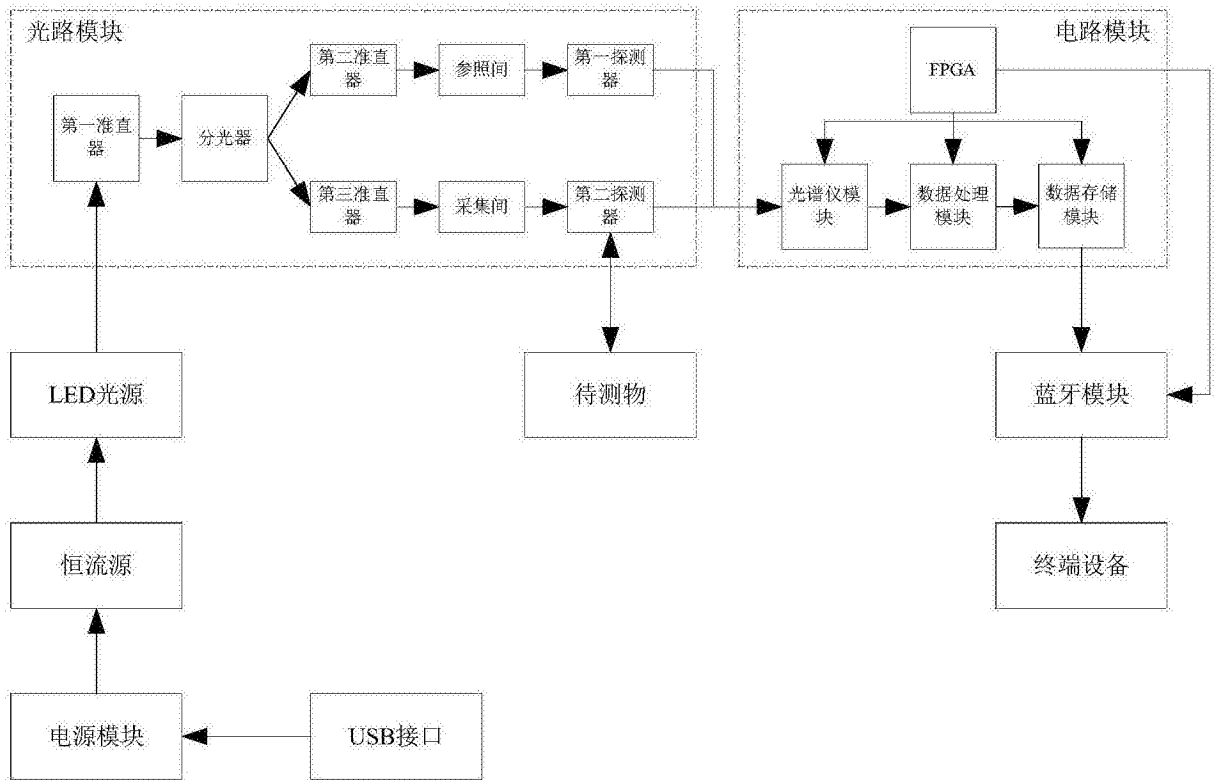 光路模块
电路模块
第二准直
器
参照间
第一探测
器
FPGA
第一准直
器
分光器
第三准直
器
采集间
第二探测
器
光谱仪模
块
数据处理
模块
数据存储
模块
LED光源
待测物
蓝牙模块
恒流源
终端设备
电源模块
USB接口